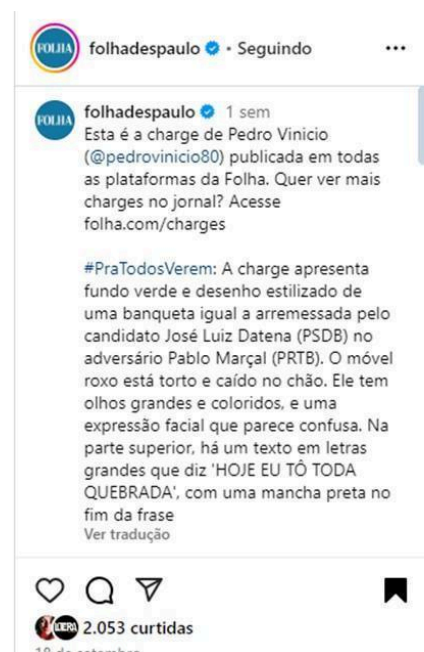 FOLHA
folhadespaulo • Seguindo
FOLHA
folhadespaulo 1 sem
Esta é a charge de Pedro Vinicio
(@pedrovinicio80) publicada em todas
as plataformas da Folha. Quer ver mais
charges no jornal? Acesse
folha.com/charges
#PraTodosVerem: A charge apresenta
fundo verde e desenho estilizado de
uma banqueta igual a arremessada pelo
candidato José Luiz Datena (PSDB) no
adversário Pablo Marçal (PRTB). O móvel
roxo está torto e caído no chão. Ele tem
olhos grandes e coloridos, e uma
expressão facial que parece confusa. Na
parte superior, há um texto em letras
grandes que diz 'HOJE EU TÔ TODA
QUEBRADA', com uma mancha preta no
fim da frase
Ver tradução
2.053 curtidas
de setembro